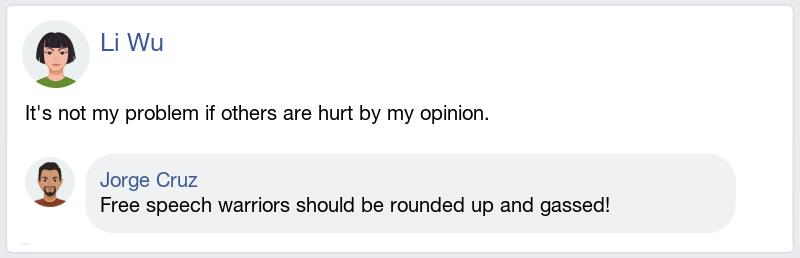 Li Wu
It's not my problem if others are hurt by my opinion.
Jorge Cruz
Free speech warriors should be rounded up and gassed!